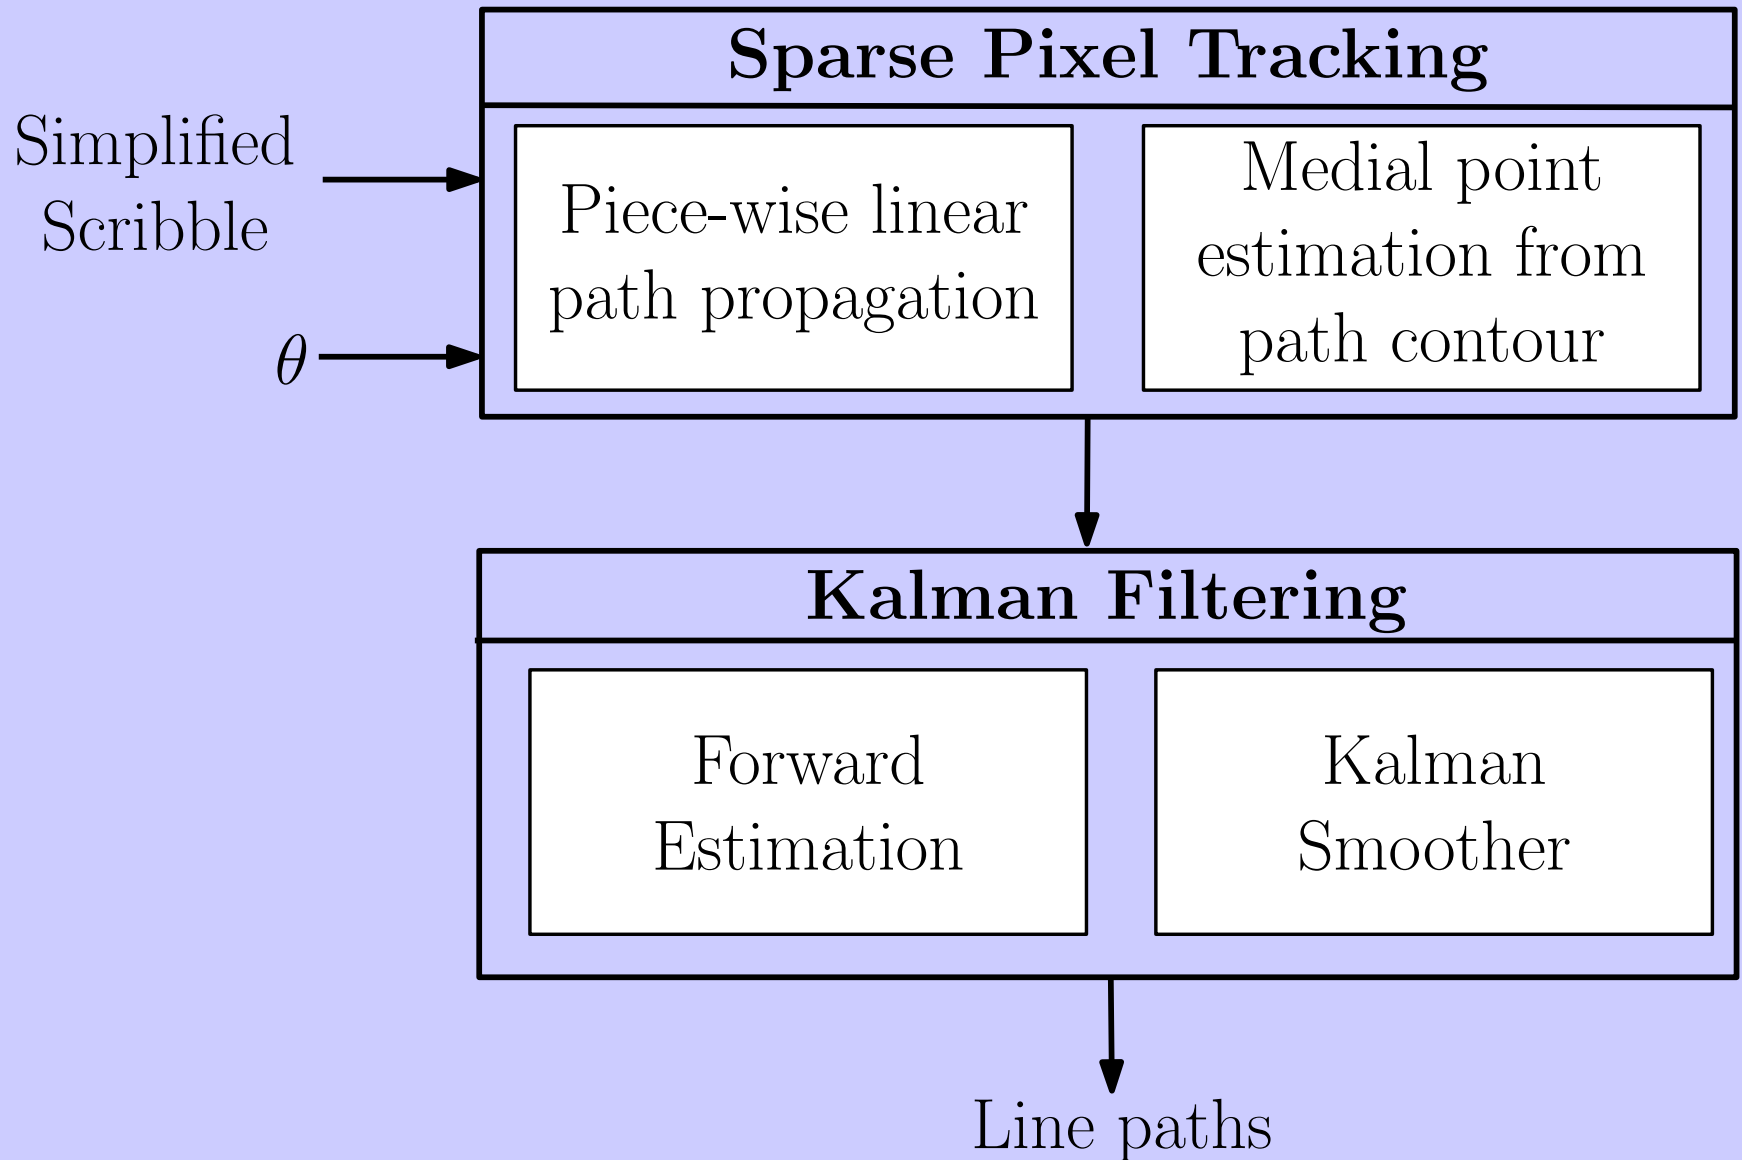 Sparse Pixel Tracking
Simplified
Scribble
θ
Piece-wise linear
path propagation
Medial point
estimation from
path contour
Kalman Filtering
Forward
Estimation
Kalman
Smoother
Line paths